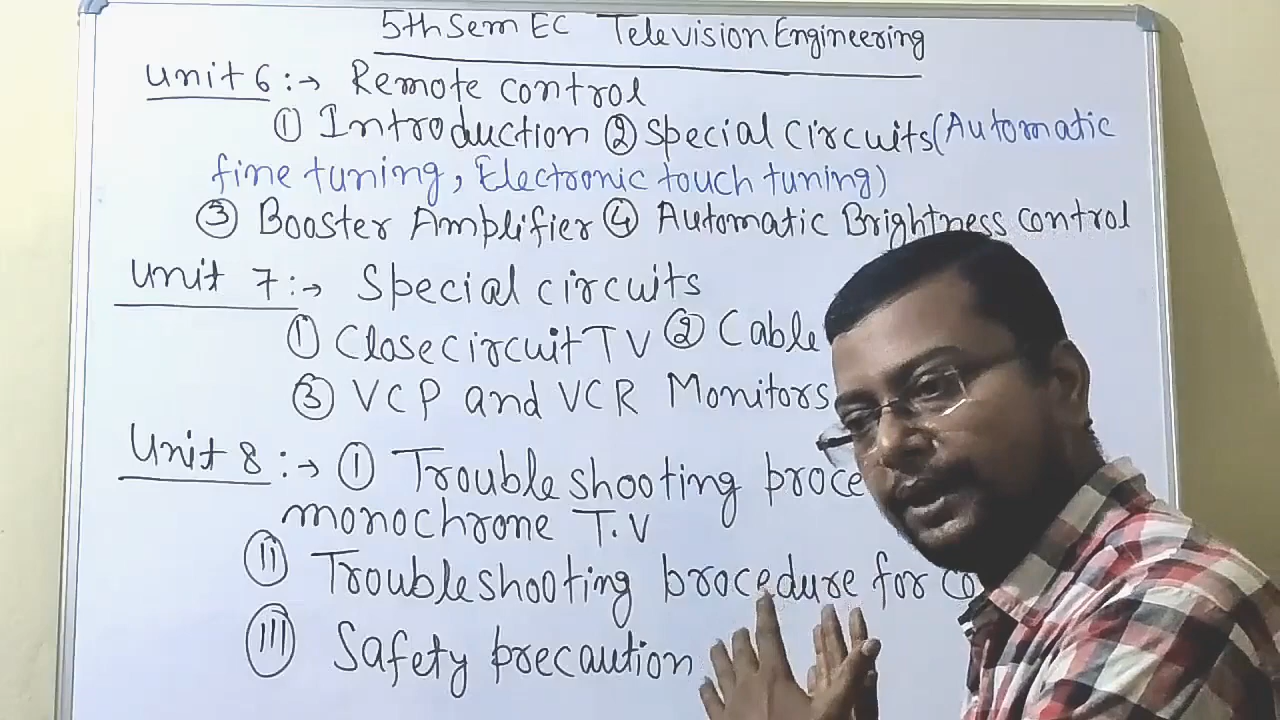 5th Sem EC Television Engineering
Unit 6 :→ Remote control
① Introduction ② Special Circuits (Automatic
fine tuning, Electronic touch tuning)
③ Booster Amplifier ④ Automatic Brightness control
Unit 7 :→ Special circuits
① Close circuit TV ② Cable
③ VCP and VCR Monitors
Unit 8 :→ ① Trouble shooting proce
monochrone T.V
(II) Troubleshooting procedure for co
(III) Safety precaution